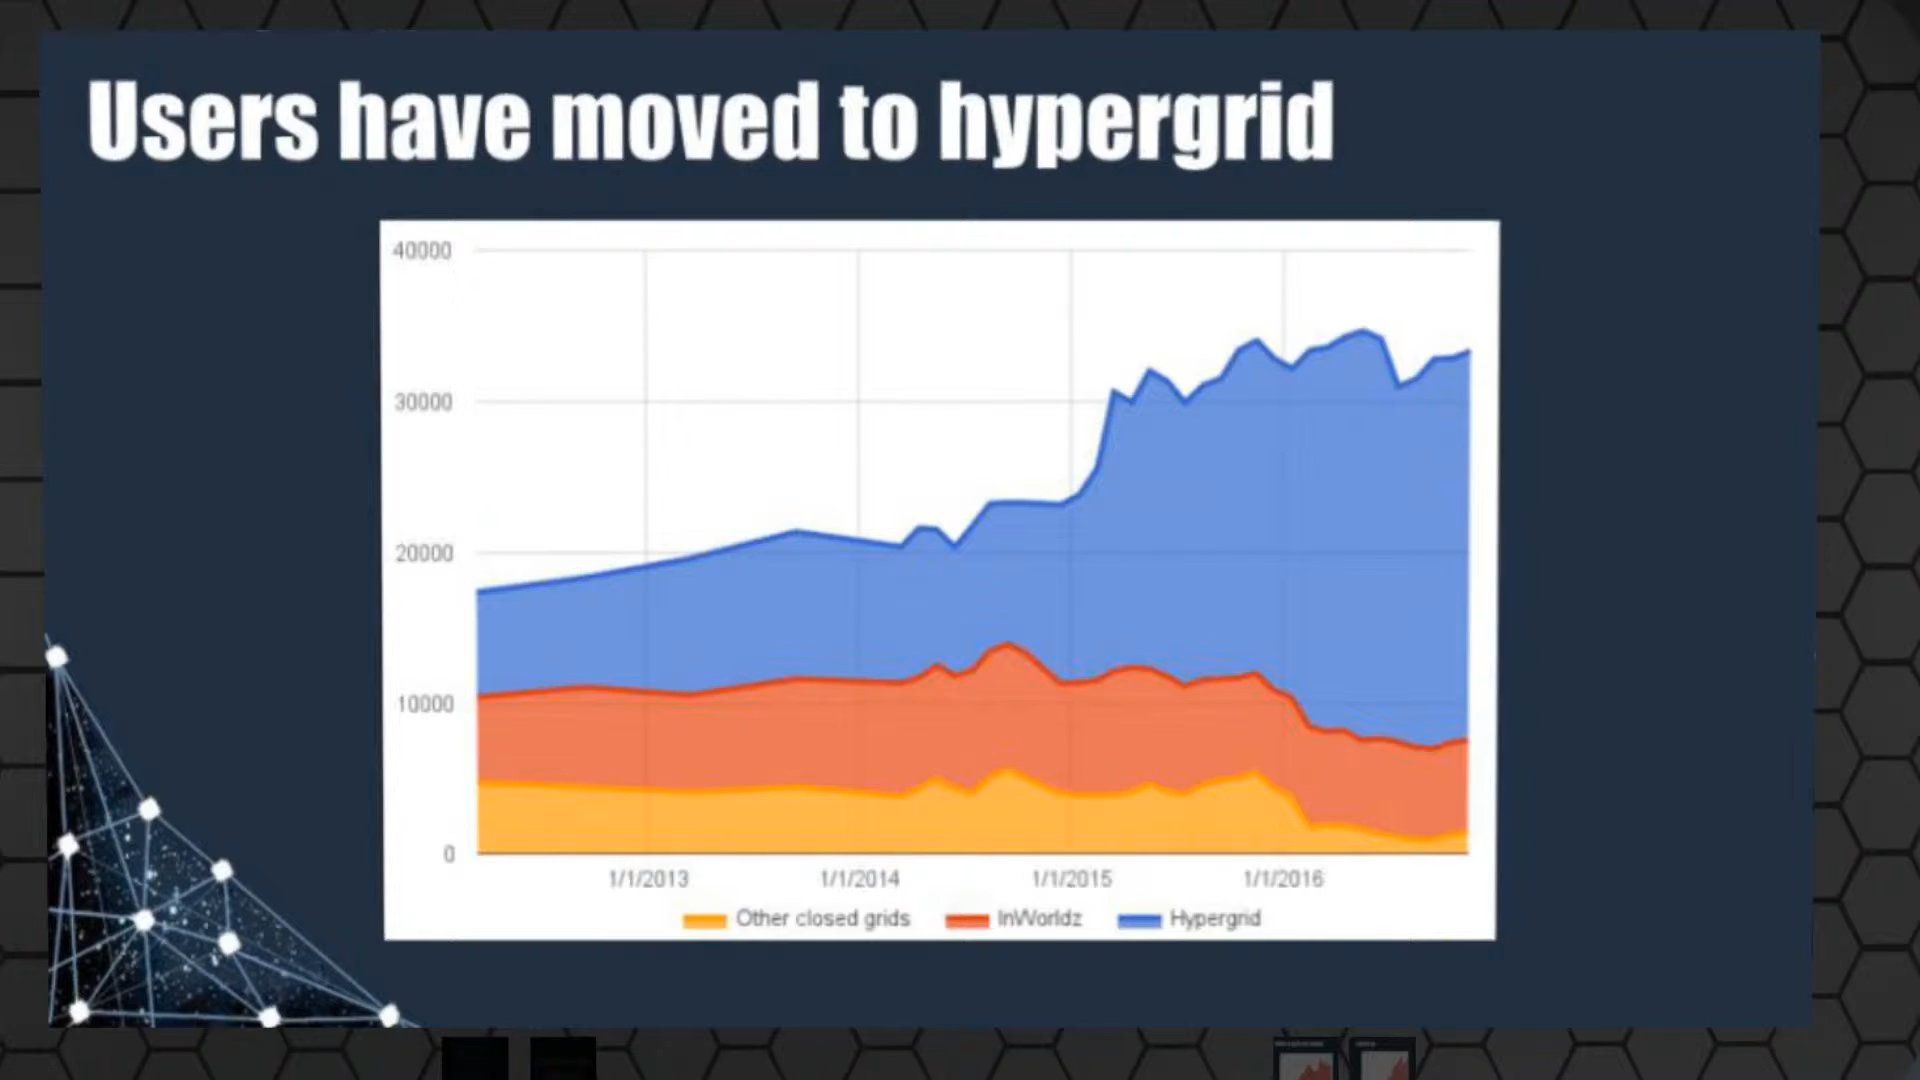 Users have moved to hypergrid
40000
30000
20000
10000
0
1/1/2013 1/1/2014 1/1/2015 1/1/2016
Other closed grids InWorldz Hypergrid